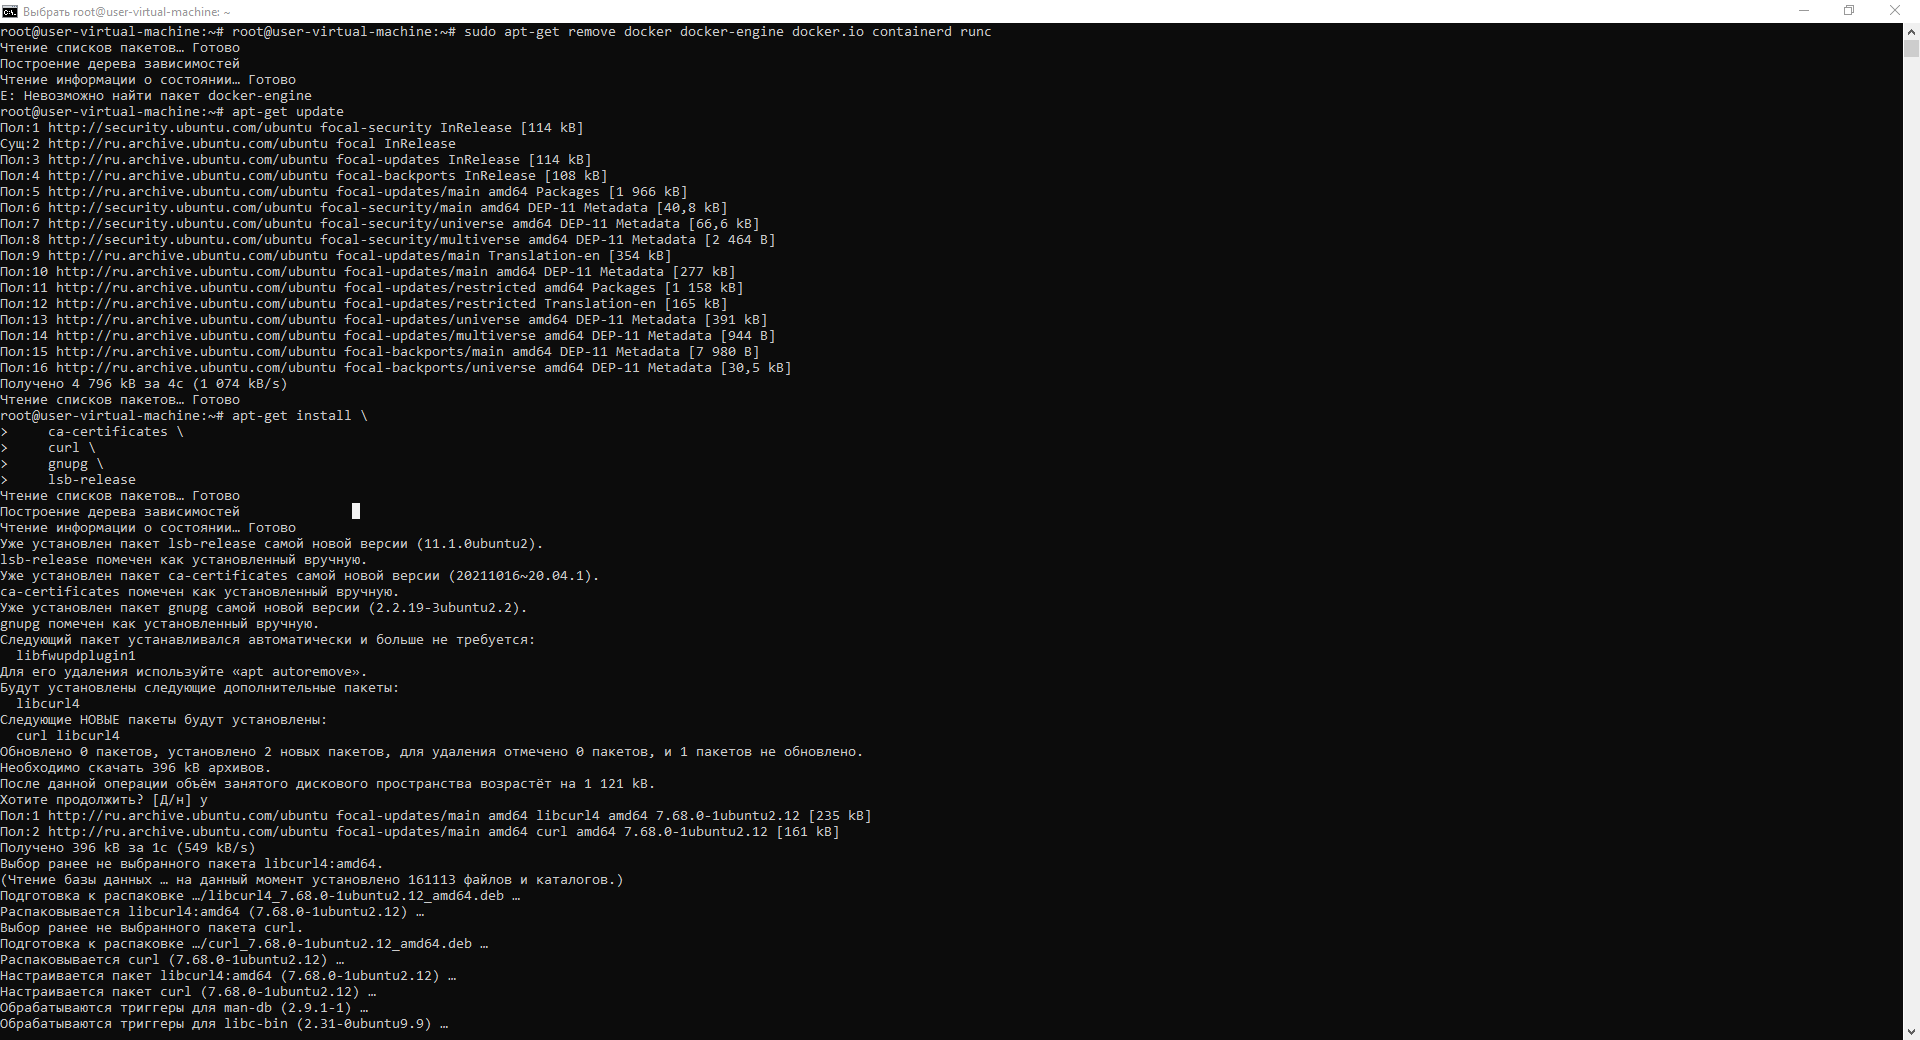 Выбрать root@user-virtual-machine: ~
root@user-virtual-machine:~# root@user-virtual-machine:~# sudo apt-get remove docker docker-engine docker.io containerd runc
Чтение списков пакетов… Готово
Построение дерева зависимостей
Чтение информации о состоянии… Готово
E: Невозможно найти пакет docker-engine
root@user-virtual-machine:~# apt-get update
Пол:1 http://security.ubuntu.com/ubuntu focal-security InRelease [114 kB]
Сущ:2 http://ru.archive.ubuntu.com/ubuntu focal InRelease
Пол:3 http://ru.archive.ubuntu.com/ubuntu focal-updates InRelease [114 kB]
Пол:4 http://ru.archive.ubuntu.com/ubuntu focal-backports InRelease [108 kB]
Пол:5 http://ru.archive.ubuntu.com/ubuntu focal-updates/main amd64 Packages [1 966 kB]
Пол:6 http://security.ubuntu.com/ubuntu focal-security/main amd64 DEP-11 Metadata [40,8 kB]
Пол:7 http://security.ubuntu.com/ubuntu focal-security/universe amd64 DEP-11 Metadata [66,6 kB]
Пол:8 http://security.ubuntu.com/ubuntu focal-security/multiverse amd64 DEP-11 Metadata [2 464 B]
Пол:9 http://ru.archive.ubuntu.com/ubuntu focal-updates/main Translation-en [354 kB]
Пол:10 http://ru.archive.ubuntu.com/ubuntu focal-updates/main amd64 DEP-11 Metadata [277 kB]
Пол:11 http://ru.archive.ubuntu.com/ubuntu focal-updates/restricted amd64 Packages [1 158 kB]
Пол:12 http://ru.archive.ubuntu.com/ubuntu focal-updates/restricted Translation-en [165 kB]
Пол:13 http://ru.archive.ubuntu.com/ubuntu focal-updates/universe amd64 DEP-11 Metadata [391 kB]
Пол:14 http://ru.archive.ubuntu.com/ubuntu focal-updates/multiverse amd64 DEP-11 Metadata [944 B]
Пол:15 http://ru.archive.ubuntu.com/ubuntu focal-backports/main amd64 DEP-11 Metadata [7 980 B]
Пол:16 http://ru.archive.ubuntu.com/ubuntu focal-backports/universe amd64 DEP-11 Metadata [30,5 kB]
Получено 4 796 kB за 4с (1 074 kB/s)
Чтение списков пакетов… Готово
root@user-virtual-machine:~# apt-get install \
>     ca-certificates \
>     curl \
>     gnupg \
>     lsb-release
Чтение списков пакетов… Готово
Построение дерева зависимостей
Чтение информации о состоянии… Готово
Уже установлен пакет lsb-release самой новой версии (11.1.0ubuntu2).
lsb-release помечен как установленный вручную.
Уже установлен пакет ca-certificates самой новой версии (20211016~20.04.1).
ca-certificates помечен как установленный вручную.
Уже установлен пакет gnupg самой новой версии (2.2.19-3ubuntu2.2).
gnupg помечен как установленный вручную.
Следующий пакет устанавливался автоматически и больше не требуется:
  libfwupdplugin1
Для его удаления используйте «apt autoremove».
Будут установлены следующие дополнительные пакеты:
  libcurl4
Следующие НОВЫЕ пакеты будут установлены:
  curl libcurl4
Обновлено 0 пакетов, установлено 2 новых пакетов, для удаления отмечено 0 пакетов, и 1 пакетов не обновлено.
Необходимо скачать 396 kB архивов.
После данной операции объём занятого дискового пространства возрастёт на 1 121 kB.
Хотите продолжить? [Д/н] y
Пол:1 http://ru.archive.ubuntu.com/ubuntu focal-updates/main amd64 libcurl4 amd64 7.68.0-1ubuntu2.12 [235 kB]
Пол:2 http://ru.archive.ubuntu.com/ubuntu focal-updates/main amd64 curl amd64 7.68.0-1ubuntu2.12 [161 kB]
Получено 396 kB за 1с (549 kB/s)
Выбор ранее не выбранного пакета libcurl4:amd64.
(Чтение базы данных … на данный момент установлено 161113 файлов и каталогов.)
Подготовка к распаковке …/libcurl4_7.68.0-1ubuntu2.12_amd64.deb …
Распаковывается libcurl4:amd64 (7.68.0-1ubuntu2.12) …
Выбор ранее не выбранного пакета curl.
Подготовка к распаковке …/curl_7.68.0-1ubuntu2.12_amd64.deb …
Распаковывается curl (7.68.0-1ubuntu2.12) …
Настраивается пакет libcurl4:amd64 (7.68.0-1ubuntu2.12) …
Настраивается пакет curl (7.68.0-1ubuntu2.12) …
Обрабатываются триггеры для man-db (2.9.1-1) …
Обрабатываются триггеры для libc-bin (2.31-0ubuntu9.9) …